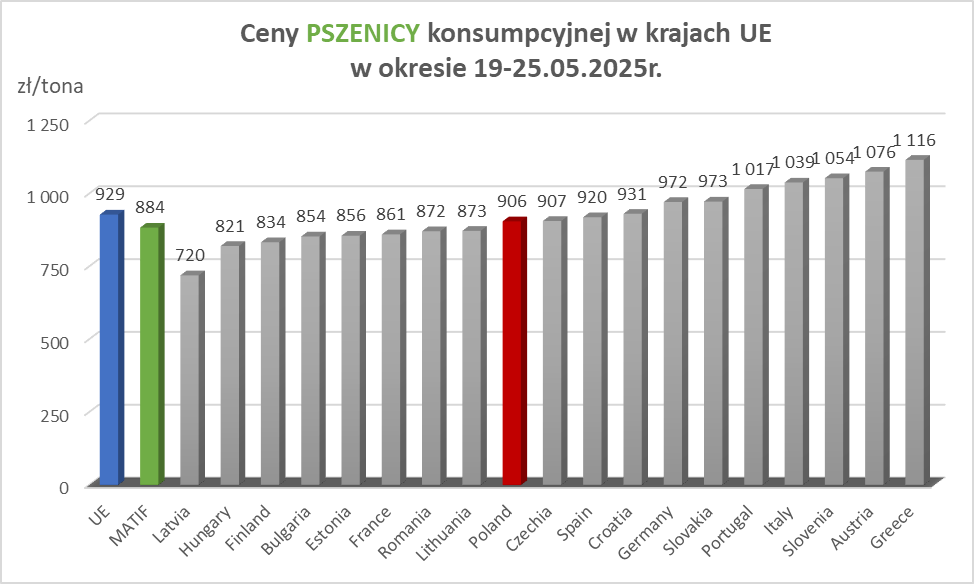 Ceny PSZENICY konsumpcyjnej w krajach UE
w okresie 19-25.05.2025r.
zł/tona
1 250
1 000
750
500
250
0
929
884
720
821
834
854
856
861
872
873
906
907
920
931
972
973
1 017
1 039
1 054
1 076
1 116
UE
MATIF
Latvia
Hungary
Finland
Bulgaria
Estonia
France
Romania
Lithuania
Poland
Czechia
Spain
Croatia
Germany
Slovakia
Portugal
Italy
Slovenia
Austria
Greece